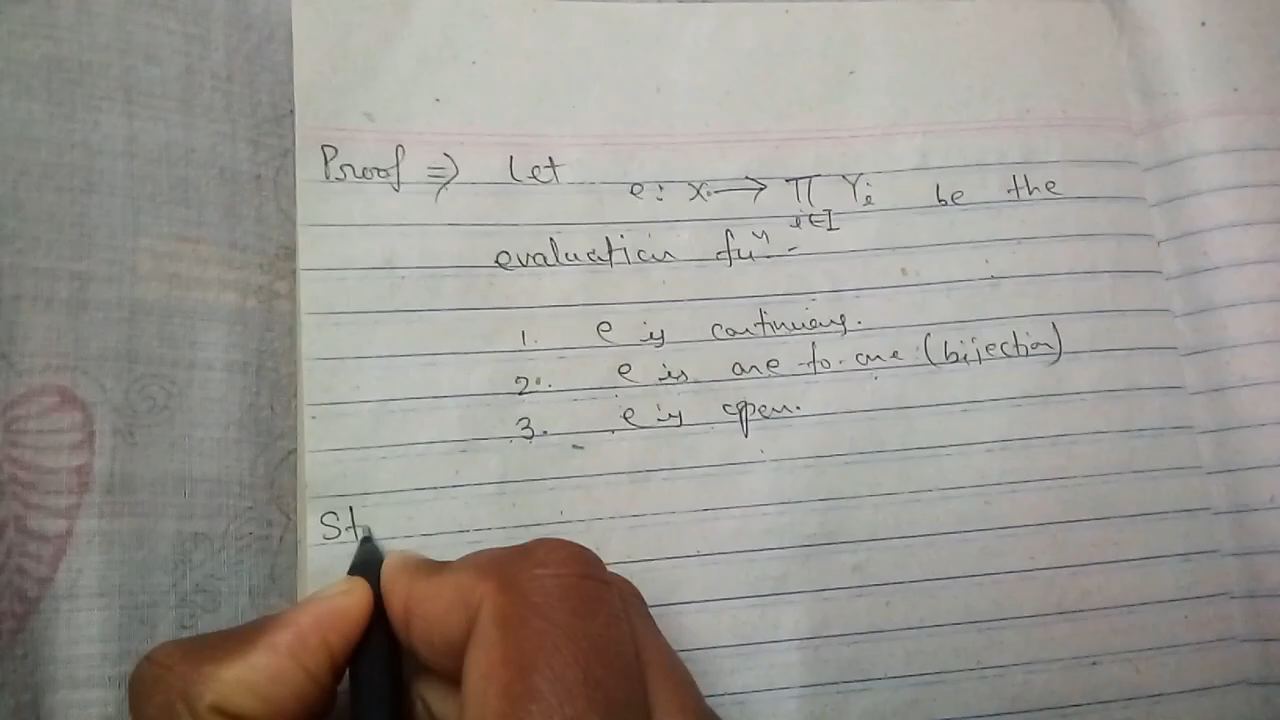 Proof ⇒ Let
e: X → Π Yi be the
i∈I
evaluation fuⁿ -
1. e is continuous.
2. e is one-to-one (bijection)
3. e is open.
St